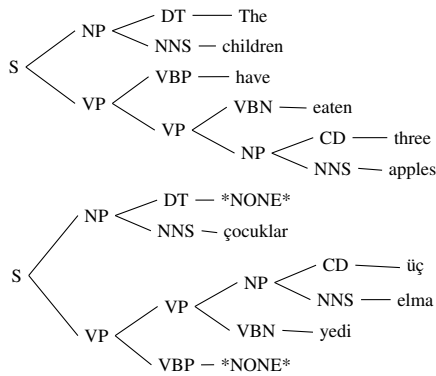 NP DT The
NNS children
S
VP VBP have
VP VBN eaten
NP CD three
NNS apples
NP DT *NONE*
NNS çocuklar
S
VP VP NP CD üç
NNS elma
VBN yedi
VBP *NONE*